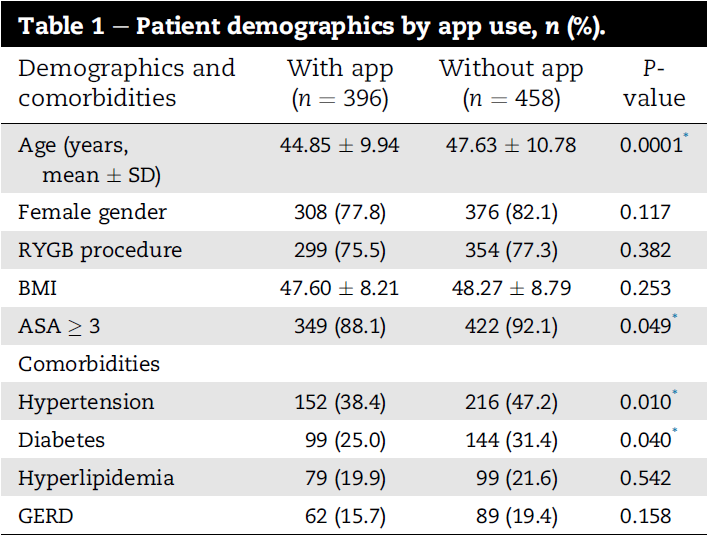 Table 1 – Patient demographics by app use, n (%).
Demographics and comorbidities With app (n = 396) Without app (n = 458) P-value
Age (years, mean ± SD) 44.85 ± 9.94 47.63 ± 10.78 0.0001*
Female gender 308 (77.8) 376 (82.1) 0.117
RYGB procedure 299 (75.5) 354 (77.3) 0.382
BMI 47.60 ± 8.21 48.27 ± 8.79 0.253
ASA ≥ 3 349 (88.1) 422 (92.1) 0.049*
Comorbidities
Hypertension 152 (38.4) 216 (47.2) 0.010*
Diabetes 99 (25.0) 144 (31.4) 0.040*
Hyperlipidemia 79 (19.9) 99 (21.6) 0.542
GERD 62 (15.7) 89 (19.4) 0.158